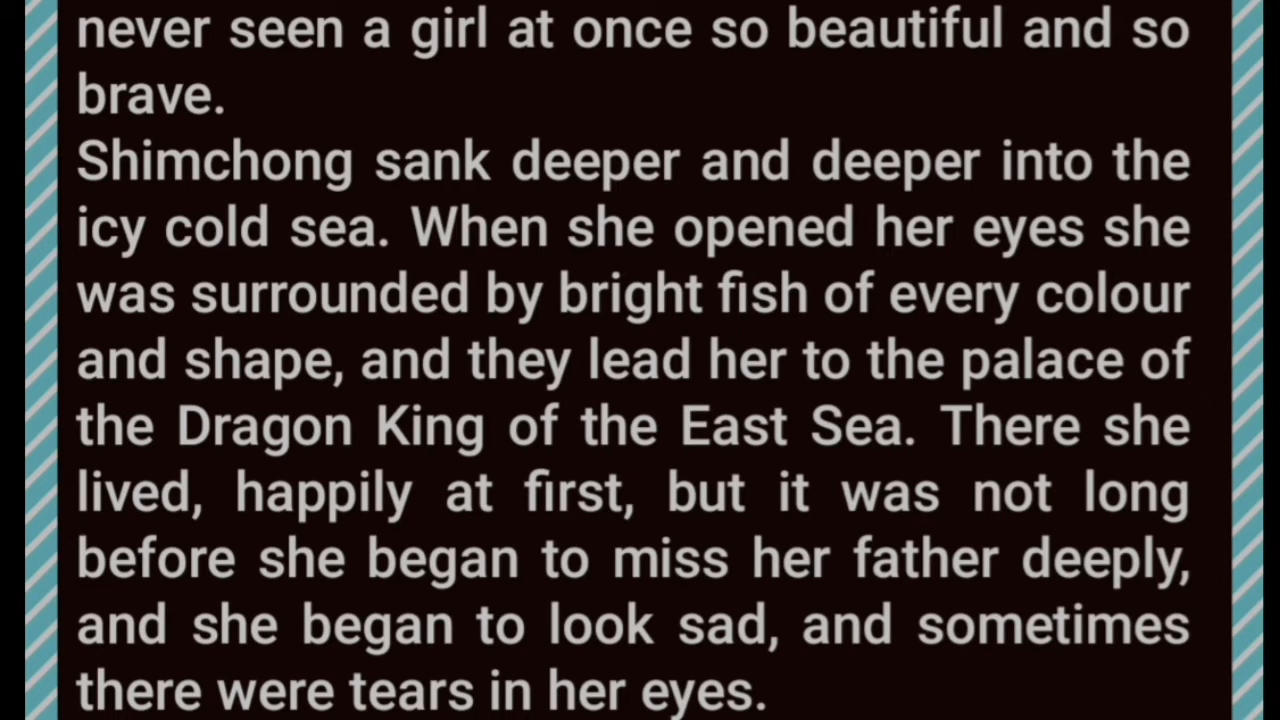 never seen a girl at once so beautiful and so
brave.
Shimchong sank deeper and deeper into the
icy cold sea. When she opened her eyes she
was surrounded by bright fish of every colour
and shape, and they lead her to the palace of
the Dragon King of the East Sea. There she
lived, happily at first, but it was not long
before she began to miss her father deeply,
and she began to look sad, and sometimes
there were tears in her eyes.